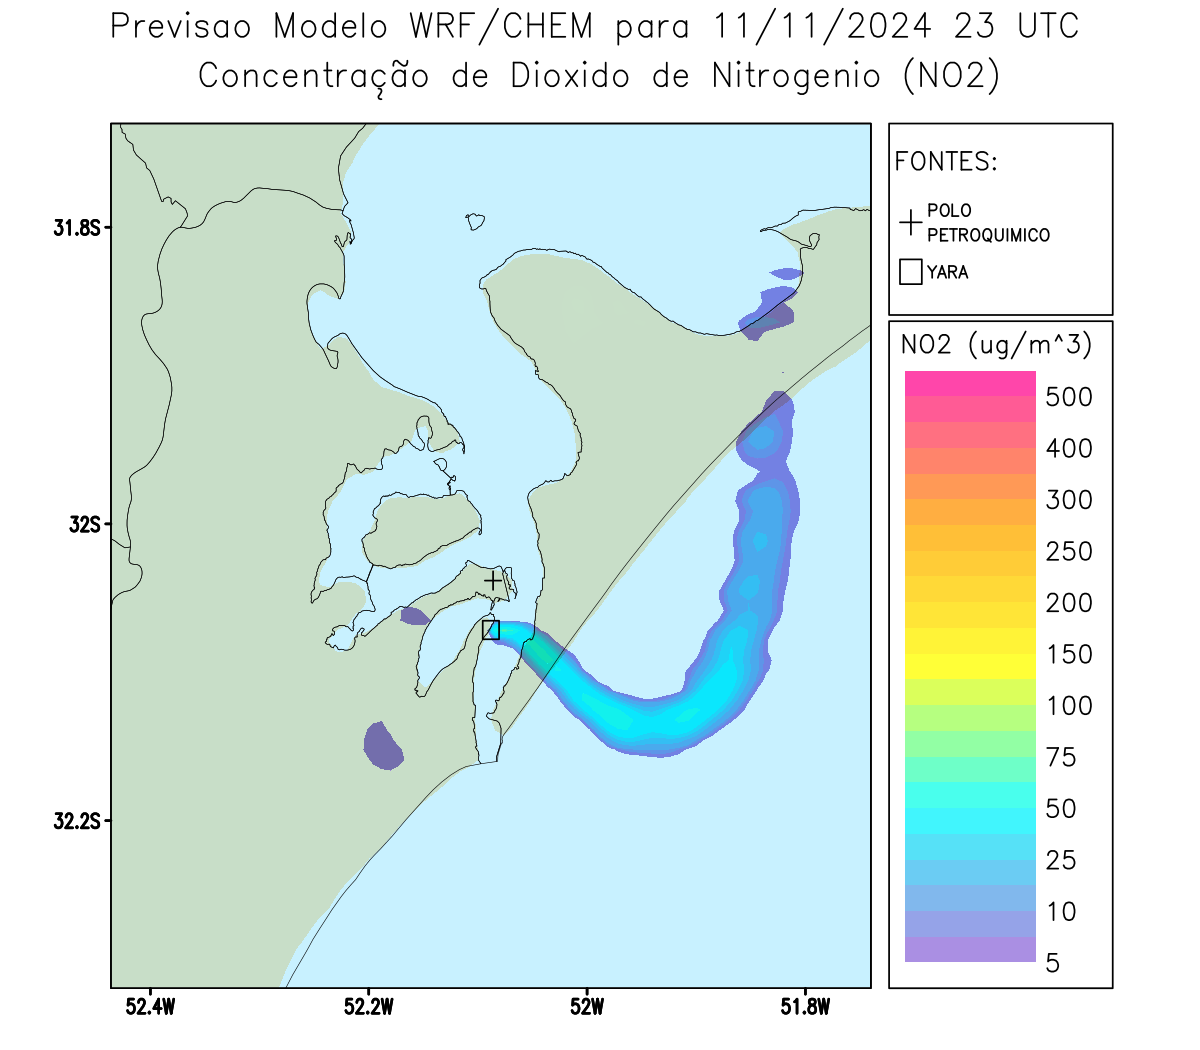 Previsao Modelo WRF/CHEM para 11/11/2024 23 UTC
Concentração de Dioxido de Nitrogenio (NO2)
FONTES:
POLO
PETROQUIMICO
YARA
NO2 (ug/m^3)
500
400
300
250
200
150
100
75
50
25
10
5
31.8S
32S
32.2S
52.4W
52.2W
52W
51.8W